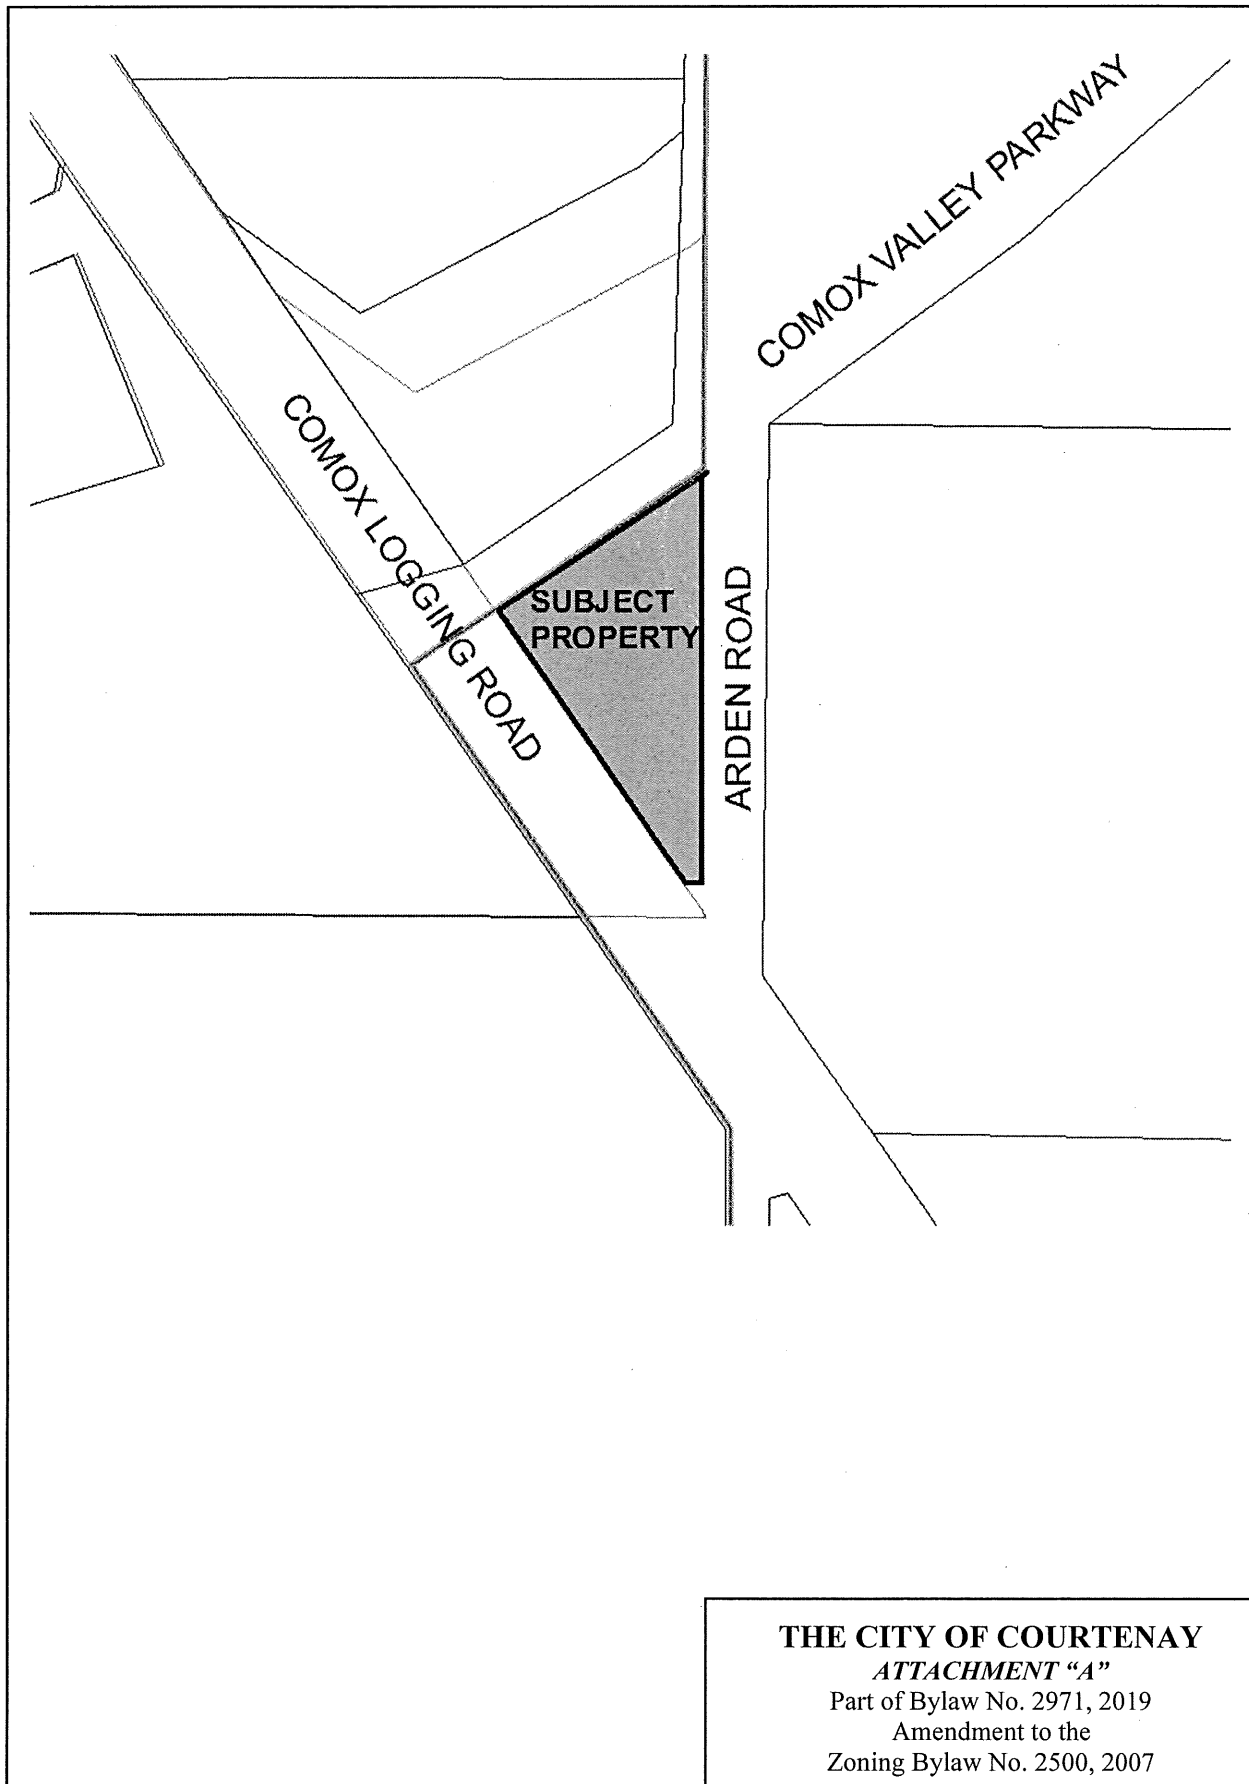 COMOX VALLEY PARKWAY
COMOX LOGGING ROAD
SUBJECT
PROPERTY
ARDEN ROAD
THE CITY OF COURTENAY
ATTACHMENT “A”
Part of Bylaw No. 2971, 2019
Amendment to the
Zoning Bylaw No. 2500, 2007